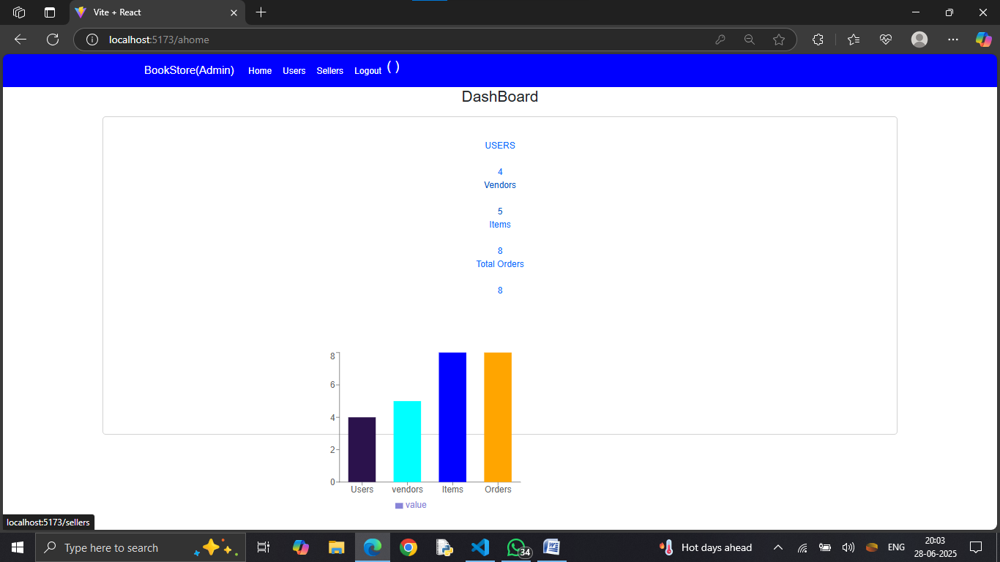 Vite + React
localhost:5173/ahome
BookStore(Admin) Home Users Sellers Logout ( )
DashBoard
USERS
4
Vendors
5
Items
8
Total Orders
8
8
6
4
2
0
Users vendors Items Orders
value
localhost:5173/sellers
Type here to search
34
W
Hot days ahead
ENG
20:03
28-06-2025